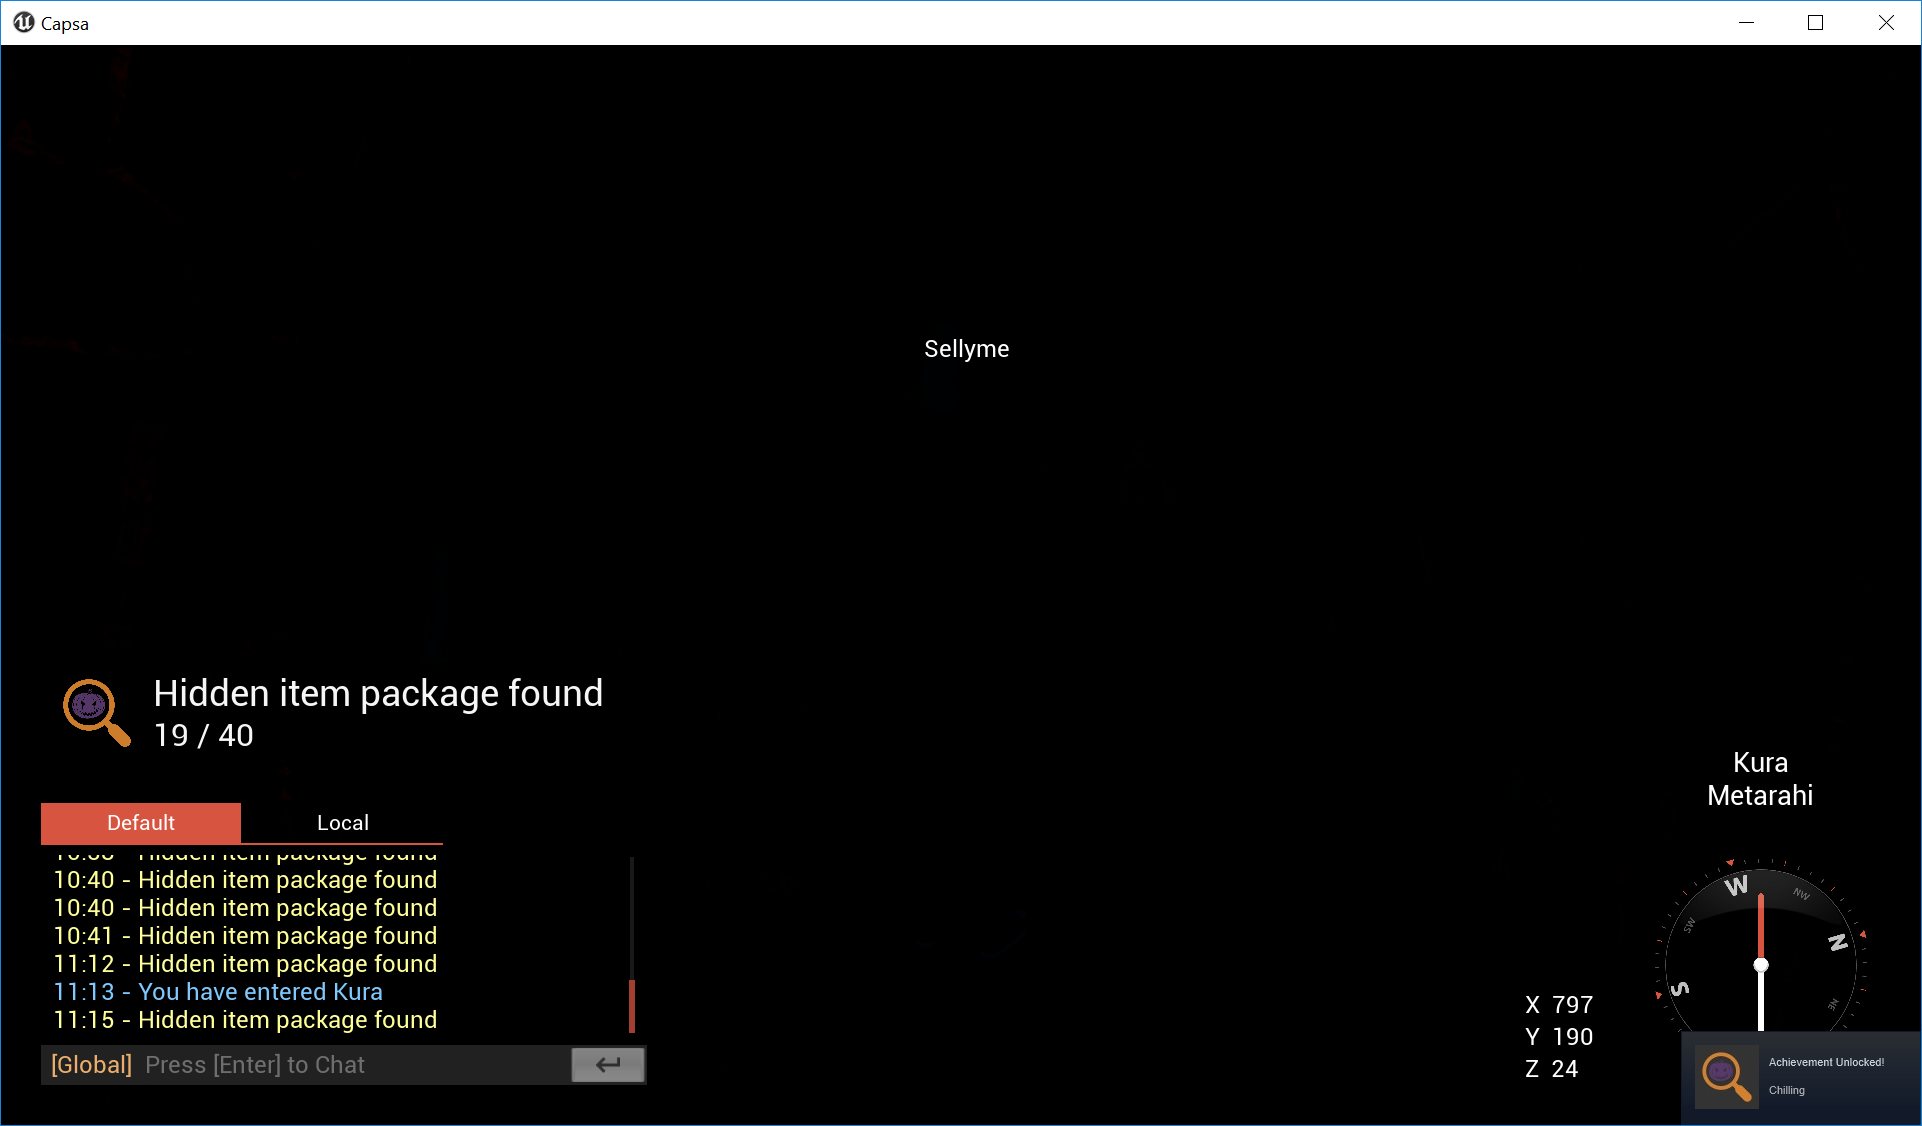 Capsa
Sellyme
Hidden item package found
19 / 40
Kura
Metarahi
Default
Local
Hidden item package found
10:40 - Hidden item package found
10:40 - Hidden item package found
10:41 - Hidden item package found
11:12 - Hidden item package found
11:13 - You have entered Kura
11:15 - Hidden item package found
[Global] Press [Enter] to Chat
W
NW
SW
N
S
NE
X 797
Y 190
Z 24
Achievement Unlocked!
Chilling